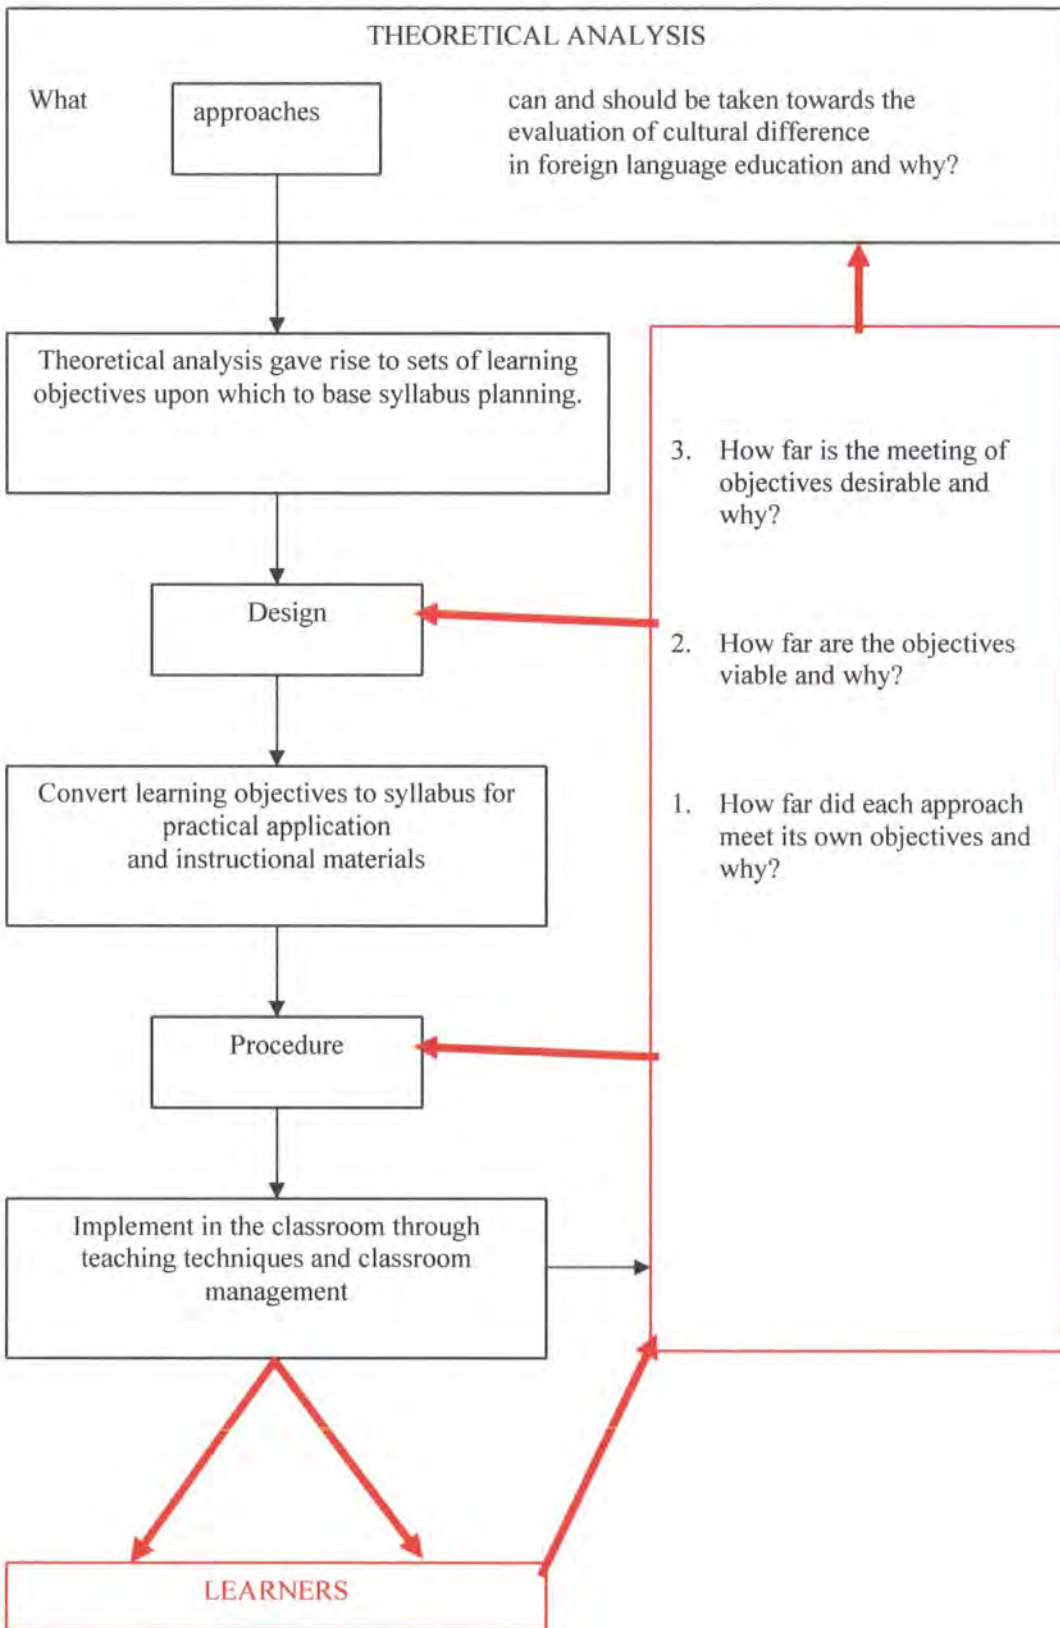 THEORETICAL ANALYSIS
What
approaches
can and should be taken towards the
evaluation of cultural difference
in foreign language education and why?
Theoretical analysis gave rise to sets of learning
objectives upon which to base syllabus planning.
Design
Convert learning objectives to syllabus for
practical application
and instructional materials
Procedure
Implement in the classroom through
teaching techniques and classroom
management
LEARNERS
3. How far is the meeting of
objectives desirable and
why?
2. How far are the objectives
viable and why?
1. How far did each approach
meet its own objectives and
why?